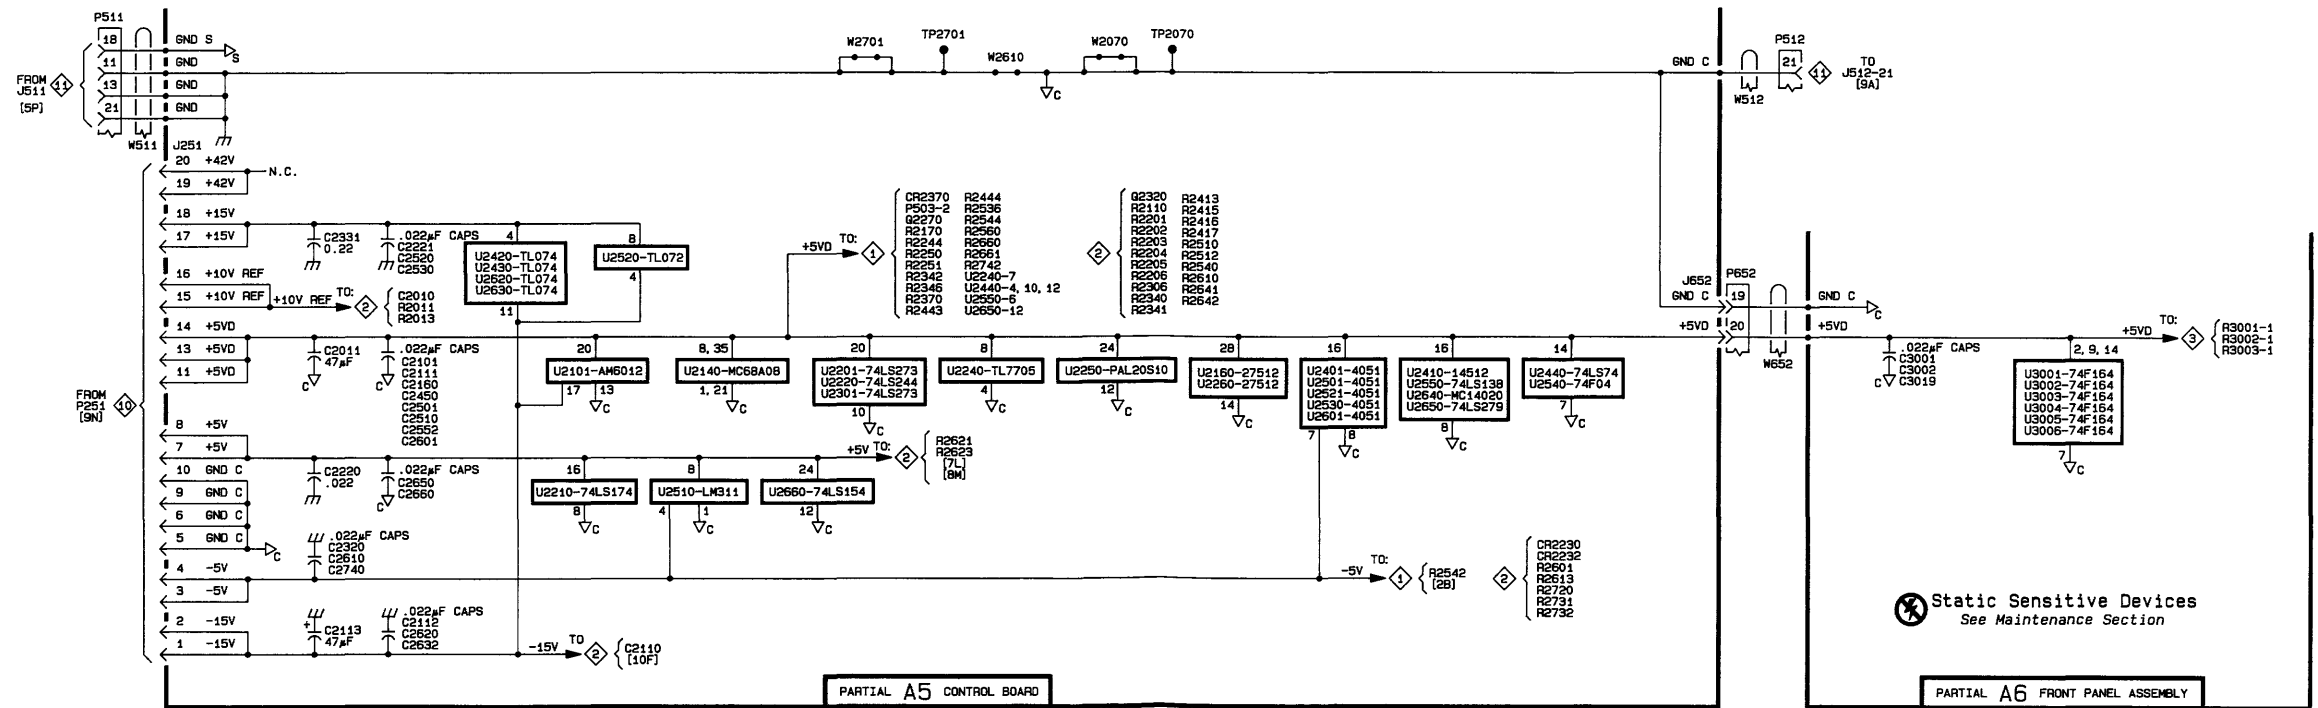 P511
18 GND S
S
11 GND
13 GND
21 GND
FROM
J511
[5P]
11
W511
J251
20 +42V
19 +42V
N.C.
18 +15V
17 +15V
16 +10V REF
15 +10V REF
14 +5VD
13 +5VD
11 +5VD
8 +5V
7 +5V
10 GND C
9 GND C
6 GND C
5 GND C
C
4 -5V
3 -5V
2 -15V
1 -15V
FROM
P251
[9N]
10
W2701
TP2701
W2610
C
W2070
TP2070
GND C
P512
21
W512
11
TO
J512-21
[9A]
C2331
0.22
.022µF CAPS
C2221
C2520
C2530
4
U2420-TL074
U2430-TL074
U2620-TL074
U2630-TL074
11
8
U2520-TL072
4
+10V REF
TO:
2
C2010
R2011
R2013
+5VD
TO:
1
CR2370 R2444
P503-2 R2536
Q2270 R2544
R2170 R2560
R2244 R2660
R2250 R2661
R2251 R2742
R2342 U2240-7
R2346 U2440-4, 10, 12
R2370 U2550-6
R2443 U2650-12
2
Q2320 R2413
R2110 R2415
R2201 R2416
R2202 R2417
R2203 R2510
R2204 R2512
R2205 R2540
R2206 R2610
R2306 R2641
R2340 R2642
R2341
C2011
47µF
C
.022µF CAPS
C2101
C2111
C2160
C2450
C2501
C2510
C2552
C2601
C
20
U2101-AM6012
17 13
C
8, 35
U2140-MC68A08
1, 21
C
20
U2201-74LS273
U2220-74LS244
U2301-74LS273
10
C
8
U2240-TL7705
4
C
24
U2250-PAL20S10
12
C
28
U2160-27512
U2260-27512
14
C
16
U2401-4051
U2501-4051
U2521-4051
U2530-4051
U2601-4051
7 8
C
16
U2410-14512
U2550-74LS138
U2640-MC14020
U2650-74LS279
8
C
14
U2440-74LS74
U2540-74F04
7
C
J652
P652
GND C 19 GND C
C
+5VD 20 +5VD
W652
.022µF CAPS
C3001
C3002
C3019
C
2, 9, 14
U3001-74F164
U3002-74F164
U3003-74F164
U3004-74F164
U3005-74F164
U3006-74F164
7
C
+5VD
TO:
3
R3001-1
R3002-1
R3003-1
C2220
.022
.022µF CAPS
C2650
C2660
C
16
U2210-74LS174
8
C
8
U2510-LM311
4 1
C
24
U2660-74LS154
12
C
+5V
TO:
2
R2621
R2623
[7L]
[8M]
.022µF CAPS
C2320
C2610
C2740
-5V
TO:
1
R2542
[2B]
2
CR2230
CR2232
R2601
R2613
R2720
R2731
R2732
+
C2113
47µF
.022µF CAPS
C2112
C2620
C2632
-15V
TO
2
C2110
[10F]
Static Sensitive Devices
See Maintenance Section
PARTIAL A5 CONTROL BOARD
PARTIAL A6 FRONT PANEL ASSEMBLY